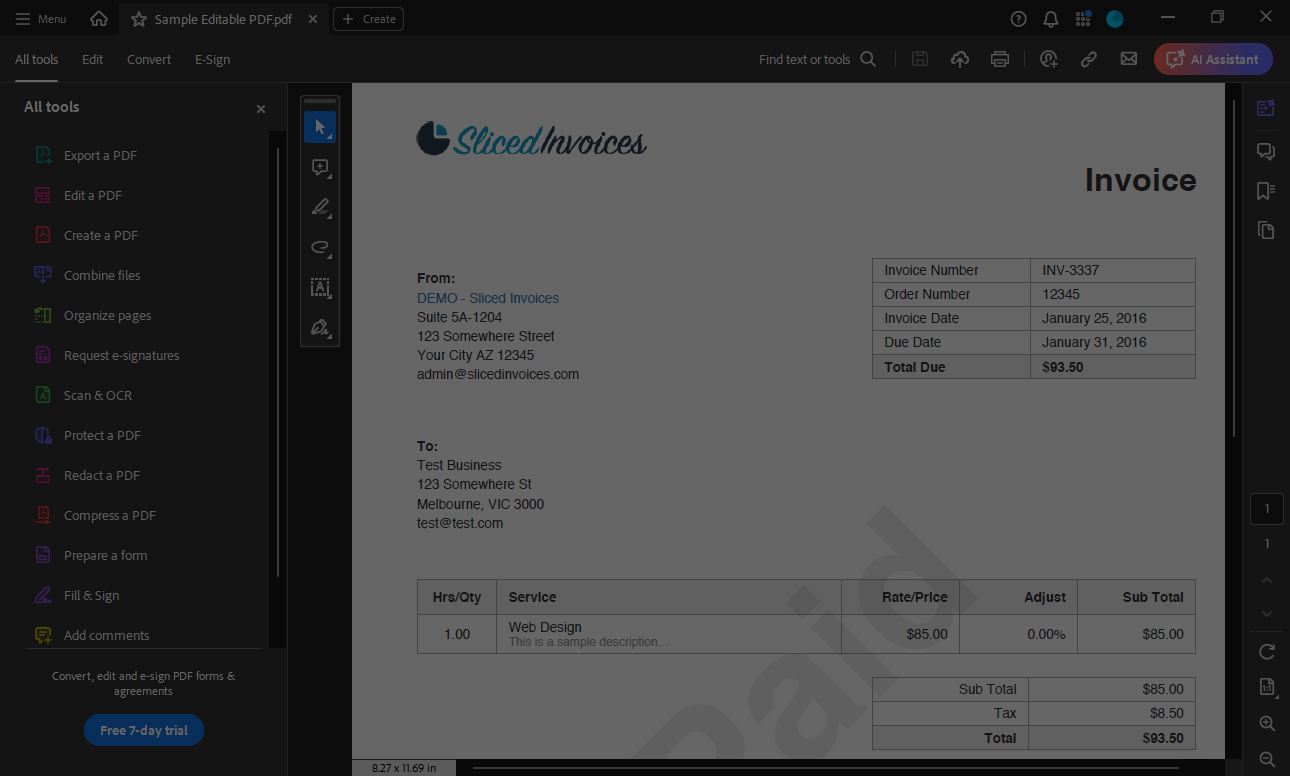 Menu
Sample Editable PDF.pdf
Create
All tools
Edit
Convert
E-Sign
Find text or tools
AI Assistant
All tools
Export a PDF
Edit a PDF
Create a PDF
Combine files
Organize pages
Request e-signatures
Scan & OCR
Protect a PDF
Redact a PDF
Compress a PDF
Prepare a form
Fill & Sign
Add comments
Convert, edit and e-sign PDF forms &
agreements
Free 7-day trial
Sliced Invoices
Invoice
From:
DEMO - Sliced Invoices
Suite 5A-1204
123 Somewhere Street
Your City AZ 12345
admin@slicedinvoices.com
Invoice Number INV-3337
Order Number 12345
Invoice Date January 25, 2016
Due Date January 31, 2016
Total Due $93.50
To:
Test Business
123 Somewhere St
Melbourne, VIC 3000
test@test.com
Paid
Hrs/Qty Service Rate/Price Adjust Sub Total
1.00 Web Design $85.00 0.00% $85.00
This is a sample description...
Sub Total $85.00
Tax $8.50
Total $93.50
8.27 x 11.69 in
1
1
1:1